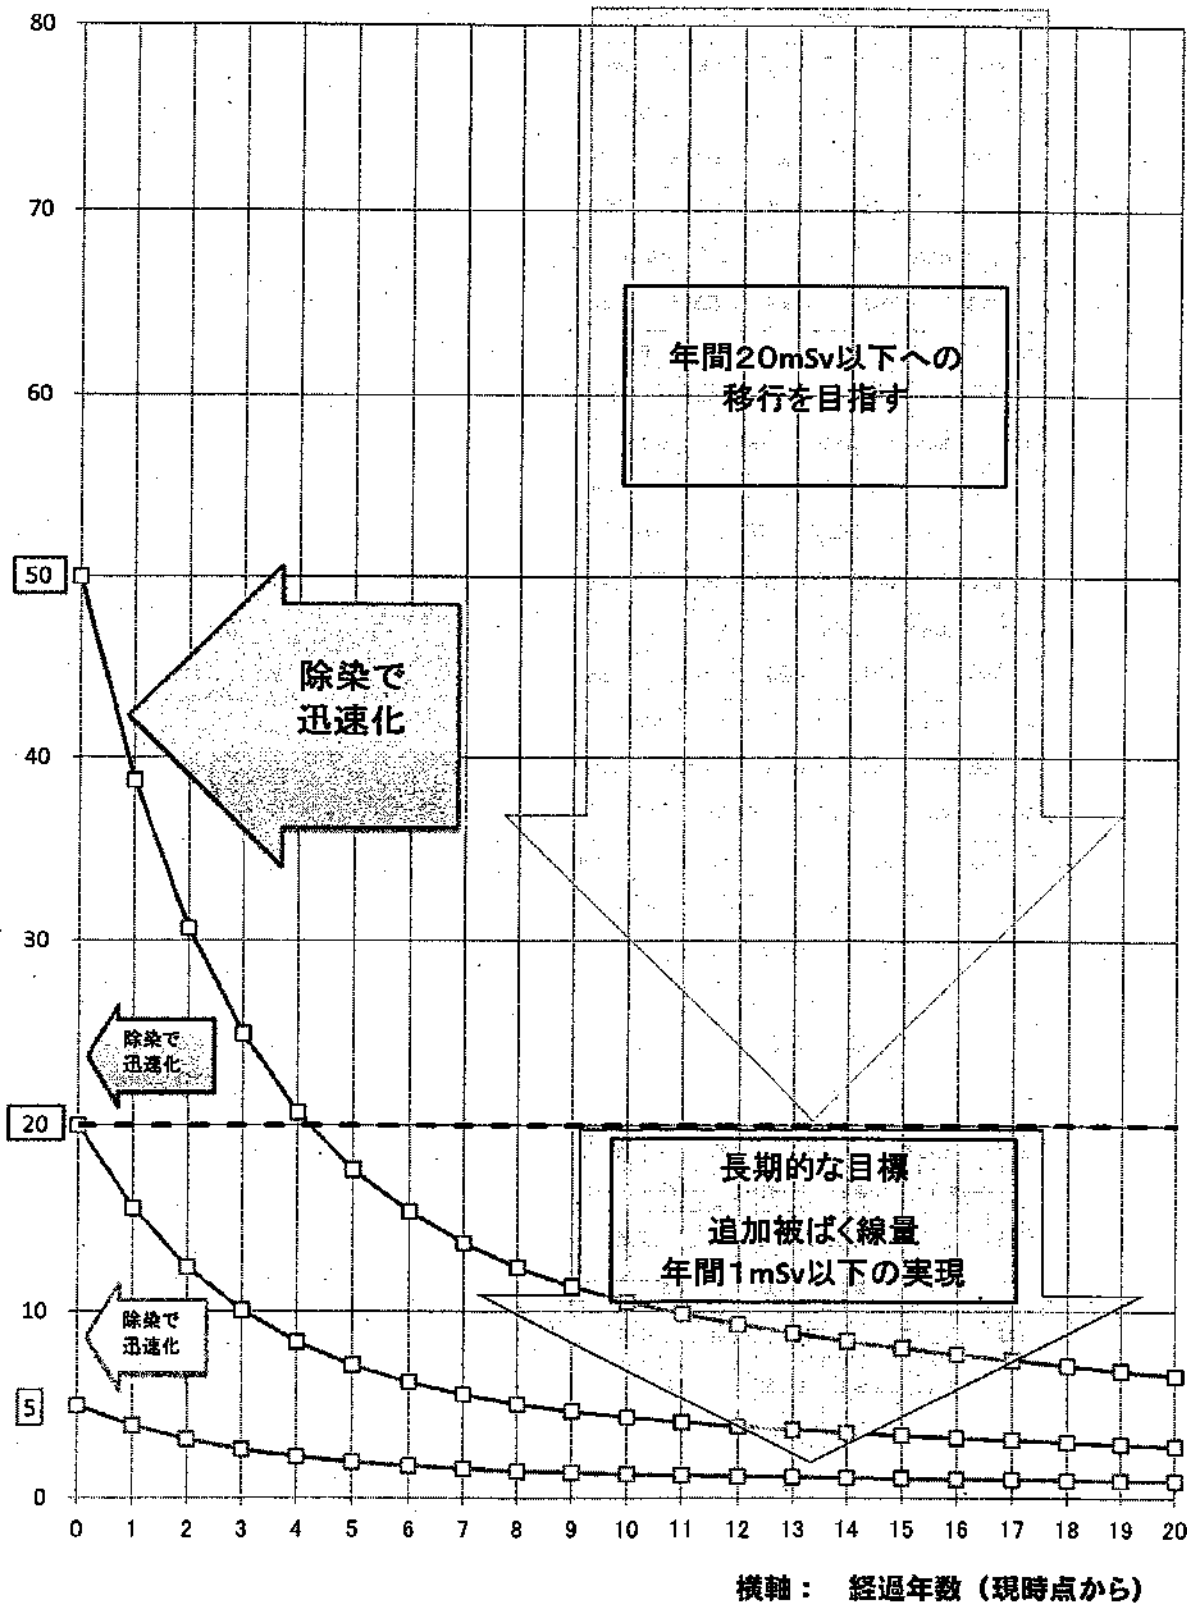 80
70
60
50
40
30
20
10
5
0
年間20mSv以下への
移行を目指す
除染で
迅速化
除染で
迅速化
長期的な目標
追加被ばく線量
年間1mSv以下の実現
除染で
迅速化
0 1 2 3 4 5 6 7 8 9 10 11 12 13 14 15 16 17 18 19 20
横軸： 経過年数（現時点から）